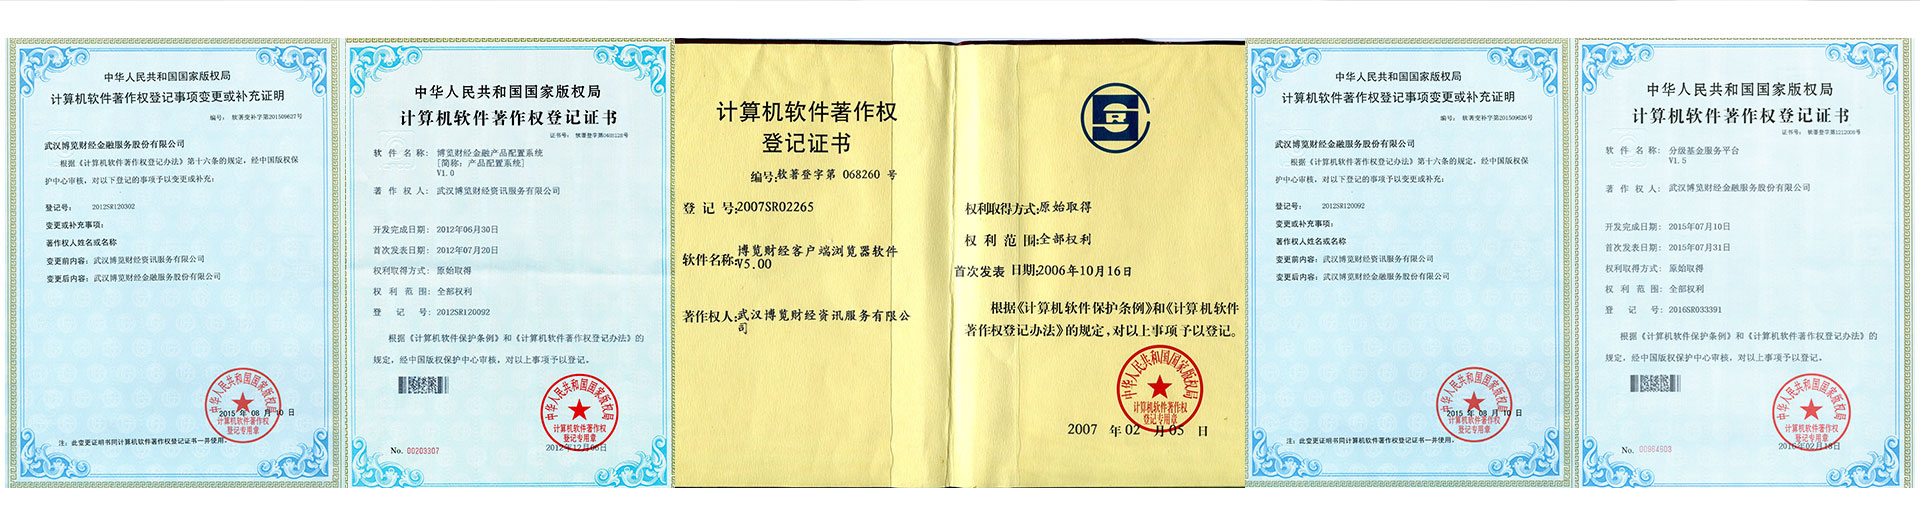 中华人民共和国国家版权局
计算机软件著作权登记事项变更或补充证明
编号： 软著变补字第201509627号
武汉博览财经金融服务股份有限公司
根据《计算机软件著作权登记办法》第十六条的规定，经中国版权保
护中心审核，对以下登记的事项予以变更或补充：
登记号： 2012SR120302
变更或补充事项：
著作权人姓名或名称
变更前内容：武汉博览财经资讯服务有限公司
变更后内容：武汉博览财经金融服务股份有限公司
中华人民共和国国家版权局
计算机软件著作权
登记专用章
2015 年 08 月 10 日
注：此变更证明书同计算机软件著作权登记证书一并使用。
中华人民共和国国家版权局
计算机软件著作权登记证书
证书号： 软著登字第0488128号
软 件 名 称： 博览财经金融产品配置系统
[简称：产品配置系统]
V1.0
著 作 权 人： 武汉博览财经资讯服务有限公司
开发完成日期： 2012年06月30日
首次发表日期： 2012年07月20日
权利取得方式： 原始取得
权 利 范 围： 全部权利
登 记 号： 2012SR120092
根据《计算机软件保护条例》和《计算机软件著作权登记办法》的
规定，经中国版权保护中心审核，对以上事项予以登记。
中华人民共和国国家版权局
计算机软件著作权
登记专用章
No. 00203307
2012年12月06日
计算机软件著作权
登记证书
编号:软著登字第 068260 号
登 记 号:2007SR02265
软件名称:博览财经客户端浏览器软件
V5.00
著作权人:武汉博览财经资讯服务有限公
司
权利取得方式:原始取得
权 利 范 围:全部权利
首次发表 日期:2006年10月16日
根据《计算机软件保护条例》和《计算机软件
著作权登记办法》的规定，对以上事项予以登记。
中华人民共和国国家版权局
计算机软件著作权
登记专用章
2007 年 02 月 05 日
中华人民共和国国家版权局
计算机软件著作权登记事项变更或补充证明
编号： 软著变补字第201509626号
武汉博览财经金融服务股份有限公司
根据《计算机软件著作权登记办法》第十六条的规定，经中国版权保
护中心审核，对以下登记的事项予以变更或补充：
登记号： 2012SR120092
变更或补充事项：
著作权人姓名或名称
变更前内容：武汉博览财经资讯服务有限公司
变更后内容：武汉博览财经金融服务股份有限公司
中华人民共和国国家版权局
计算机软件著作权
登记专用章
2015 年 08 月 10 日
注：此变更证明书同计算机软件著作权登记证书一并使用。
中华人民共和国国家版权局
计算机软件著作权登记证书
证书号： 软著登字第1212008号
软 件 名 称： 分级基金服务平台
V1.5
著 作 权 人： 武汉博览财经金融服务股份有限公司
开发完成日期： 2015年07月10日
首次发表日期： 2015年07月31日
权利取得方式： 原始取得
权 利 范 围： 全部权利
登 记 号： 2016SR033391
根据《计算机软件保护条例》和《计算机软件著作权登记办法》的
规定，经中国版权保护中心审核，对以上事项予以登记。
中华人民共和国国家版权局
计算机软件著作权
登记专用章
No. 00964603